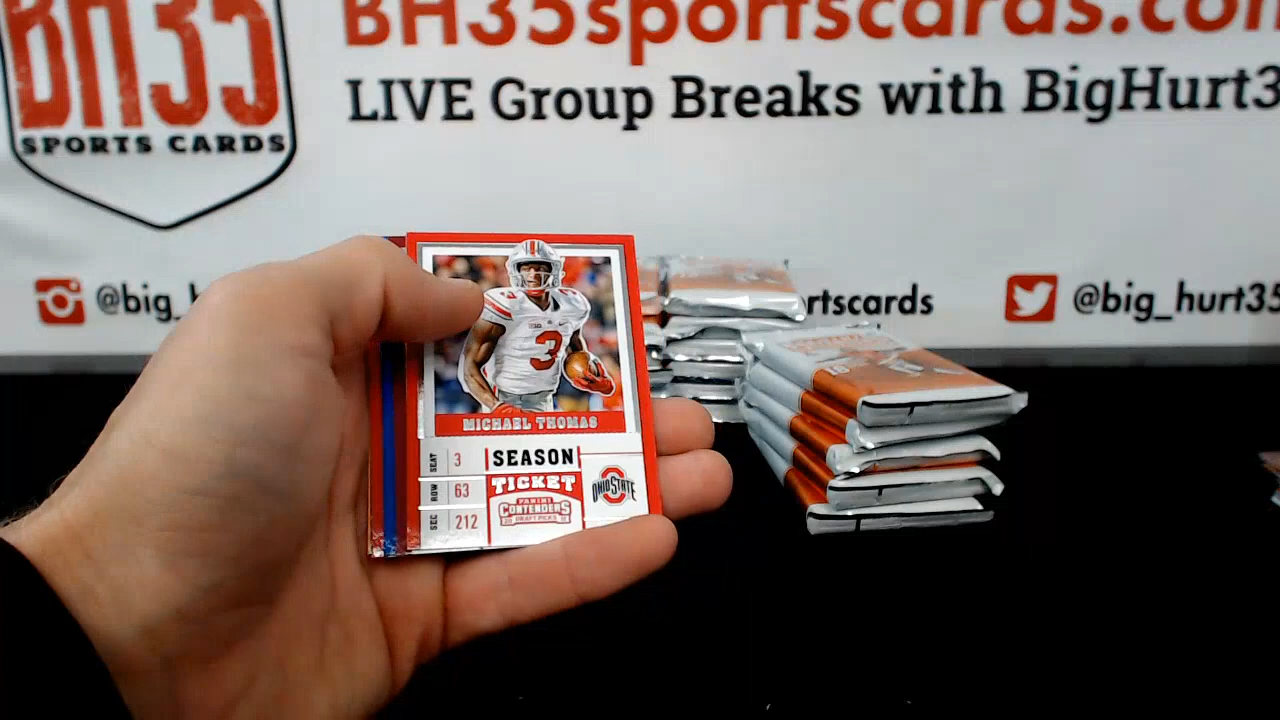 BH35
SPORTS CARDS
BH35sportscards.com
LIVE Group Breaks with BigHurt3
@big_h
rtscards
@big_hurt35
3
MICHAEL THOMAS
SEAT 3
ROW 63
SEC 212
SEASON
TICKET
PANINI
CONTENDERS
DRAFT PICKS
OHIO STATE